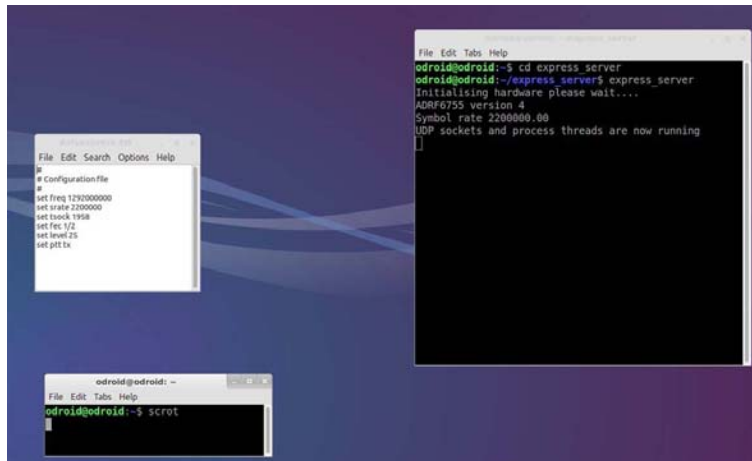 File Edit Tabs Help
odroid@odroid:~$ cd express_server
odroid@odroid:~/express_server$ express_server
Initialising hardware please wait....
ADRF6755 version 4
Symbol rate 2200000.00
UDP sockets and process threads are now running
File Edit Search Options Help
#
# Configuration file
#
set freq 1292000000
set srate 2200000
set tsock 1958
set fec 1/2
set level 25
set ptt tx
odroid@odroid: ~
File Edit Tabs Help
odroid@odroid:~$ scrot